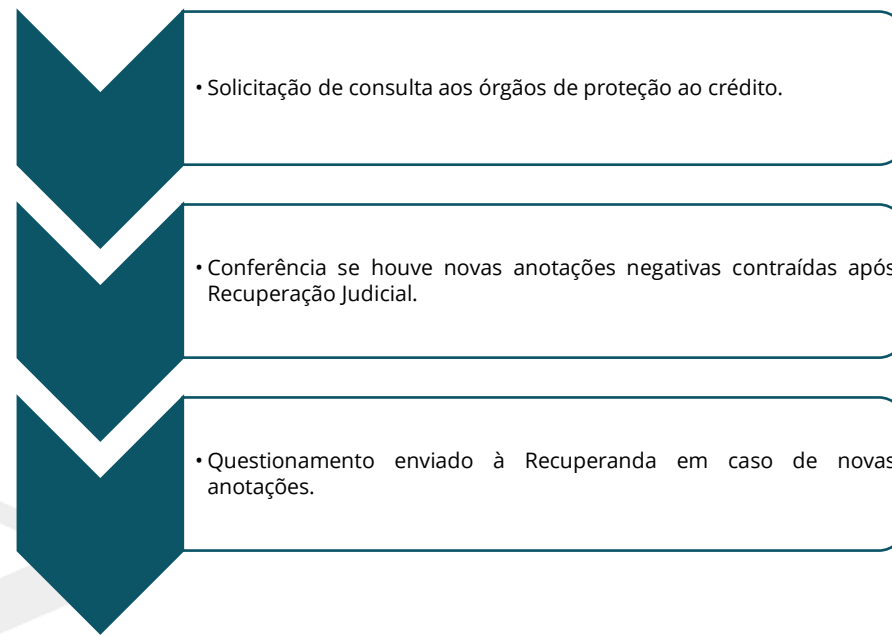 • Solicitação de consulta aos órgãos de proteção ao crédito.
• Conferência se houve novas anotações negativas contraídas após
Recuperação Judicial.
• Questionamento enviado à Recuperanda em caso de novas
anotações.